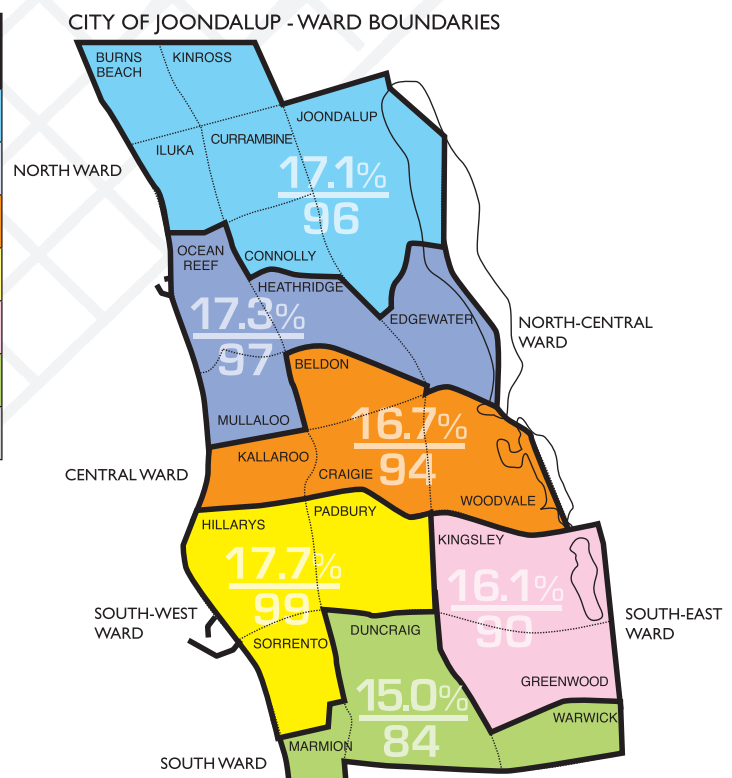 CITY OF JOONDALUP - WARD BOUNDARIES
BURNS
BEACH
KINROSS
JOONDALUP
CURRAMBINE
ILUKA
NORTH WARD
17.1%
96
OCEAN
REEF
CONNOLLY
HEATHRIDGE
17.3%
97
EDGEWATER
NORTH-CENTRAL
WARD
BELDON
MULLALOO
16.7%
94
KALLAROO
CRAIGIE
CENTRAL WARD
WOODVALE
HILLARYS
PADBURY
KINGSLEY
17.7%
99
16.1%
90
SOUTH-WEST
WARD
SORRENTO
DUNCRAIG
SOUTH-EAST
WARD
GREENWOOD
15.0%
84
WARWICK
MARMION
SOUTH WARD